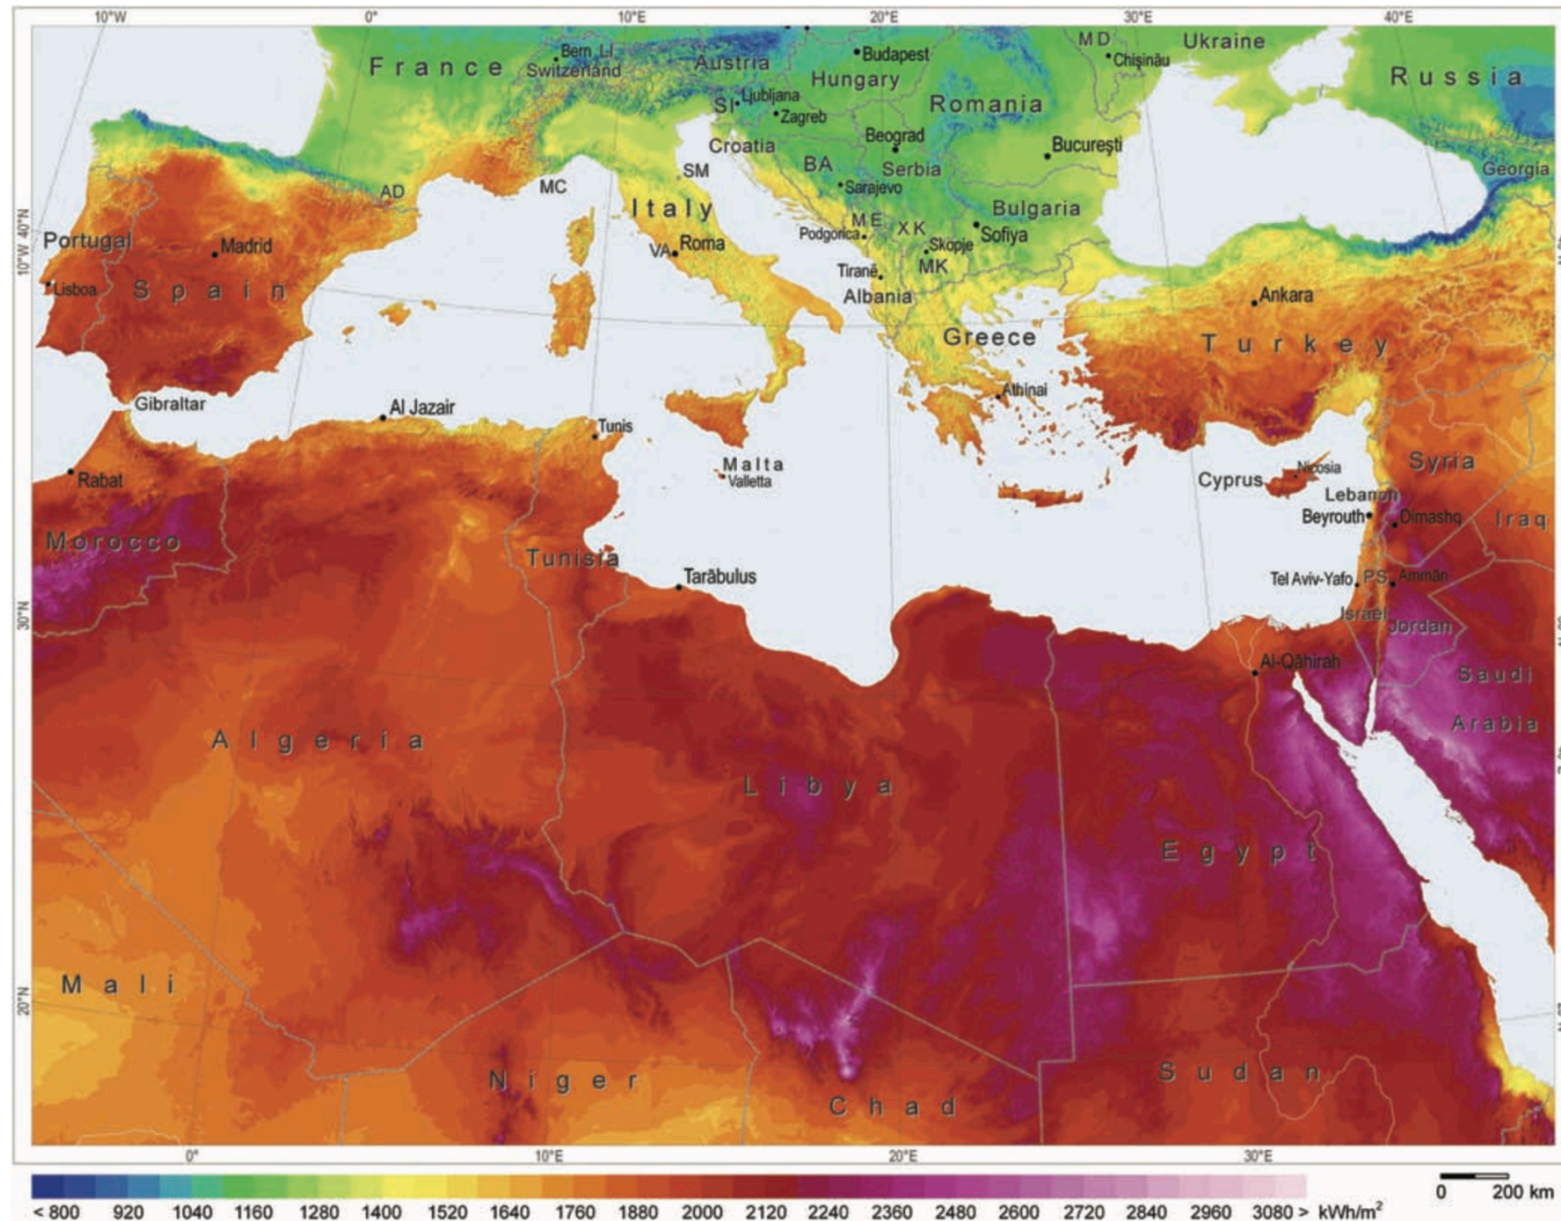 10°W 0° 10°E 20°E 30°E 40°E
France
Bern LI
Switzerland
Austria
Budapest
Hungary
MD
Chișinău
Ukraine
Russia
SI
Ljubljana
Zagreb
Romania
Croatia
Beograd
Serbia
București
BA
Sarajevo
Georgia
AD
MC
SM
Italy
ME
XK
Podgorica
Bulgaria
Sofiya
Skopje
MK
40°N
10°W
Portugal
Madrid
VA
Roma
Tiranë
Albania
Lisboa
Spain
Ankara
Greece
Turkey
Gibraltar
Al Jazair
Tunis
Athinai
Rabat
Malta
Valletta
Cyprus
Nicosia
Syria
Lebanon
Beyrouth
Dimashq
Iraq
Morocco
Tunisia
Tarābulus
Tel Aviv-Yafo
PS
Ammān
Israel
Jordan
30°N
Al-Qāhirah
Saudi
Arabia
Algeria
Libya
Egypt
Mali
20°N
Niger
Chad
Sudan
0° 10°E 20°E 30°E
< 800 920 1040 1160 1280 1400 1520 1640 1760 1880 2000 2120 2240 2360 2480 2600 2720 2840 2960 3080 > kWh/m²
0 200 km